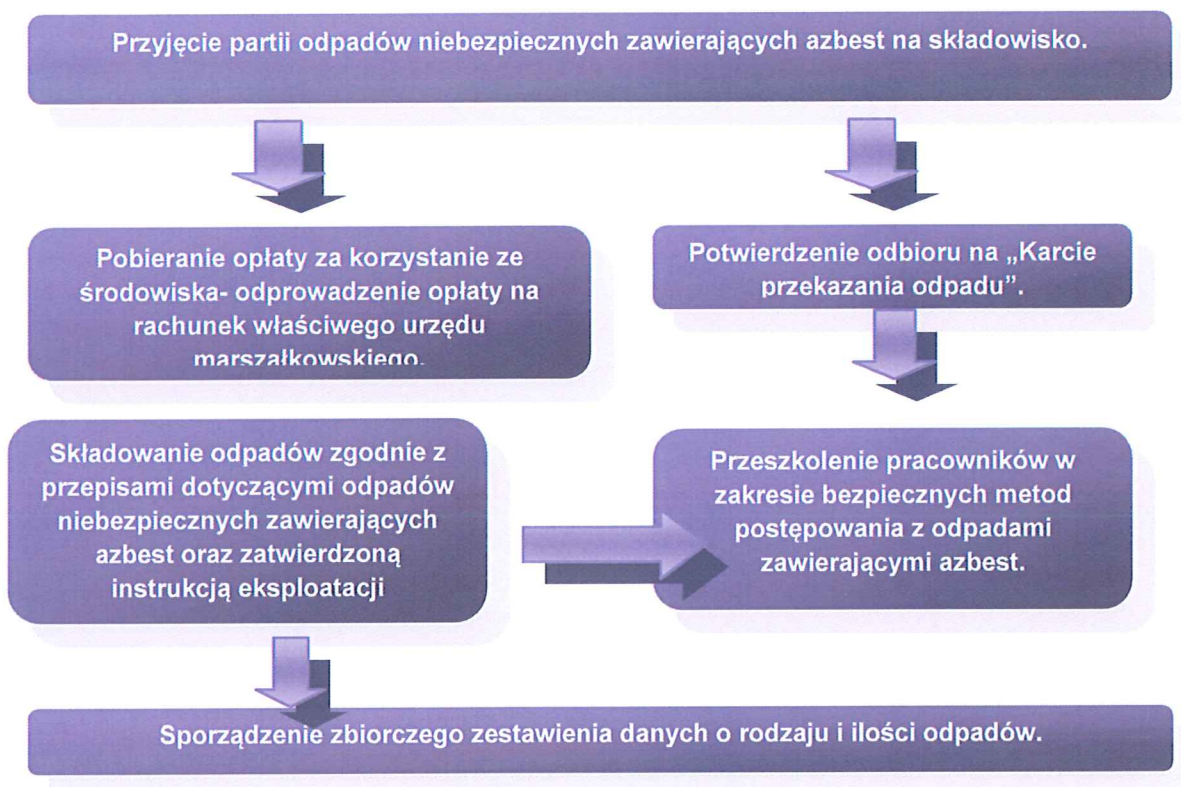 Przyjęcie partii odpadów niebezpiecznych zawierających azbest na składowisko.
Pobieranie opłaty za korzystanie ze
środowiska- odprowadzenie opłaty na
rachunek właściwego urzędu
marszałkowskiego.
Potwierdzenie odbioru na „Karcie
przekazania odpadu”.
Składowanie odpadów zgodnie z
przepisami dotyczącymi odpadów
niebezpiecznych zawierających
azbest oraz zatwierdzoną
instrukcją eksploatacji
Przeszkolenie pracowników w
zakresie bezpiecznych metod
postępowania z odpadami
zawierającymi azbest.
Sporządzenie zbiorczego zestawienia danych o rodzaju i ilości odpadów.